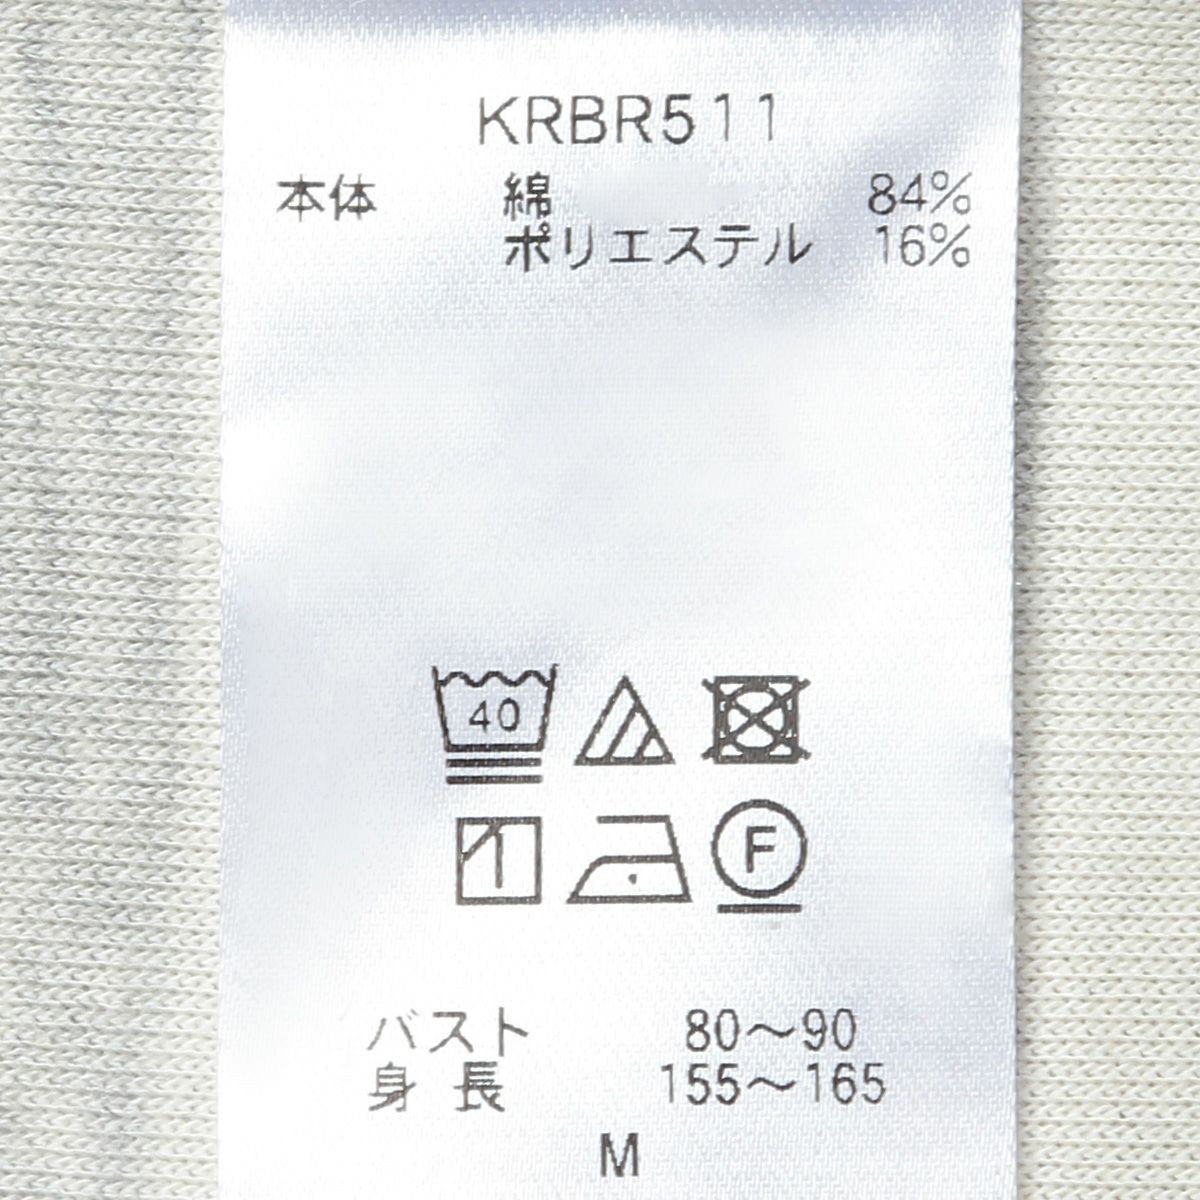 KRBR511
本体 綿 84%
ポリエステル 16%
40
F
バスト 80～90
身長 155～165
M